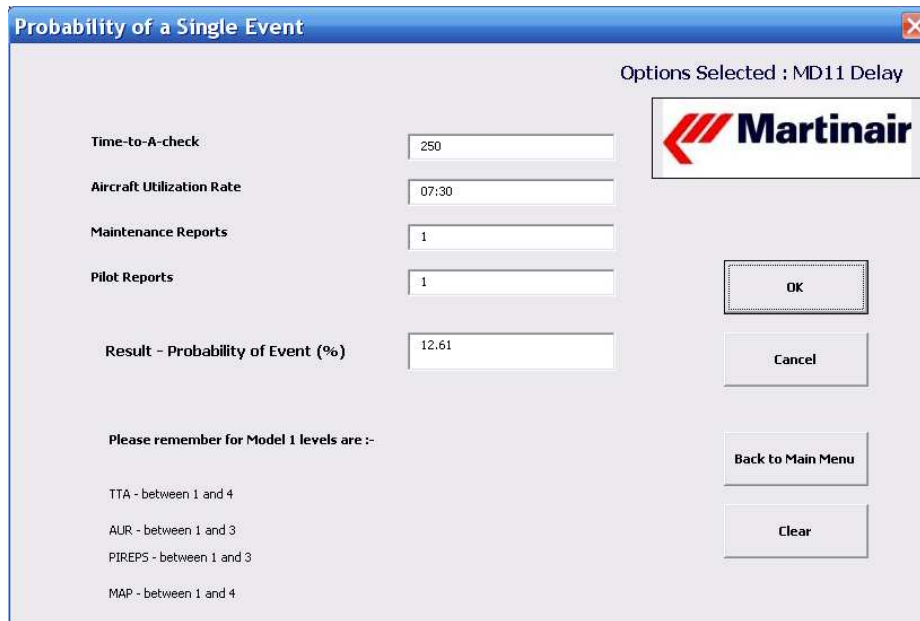 Probability of a Single Event
Options Selected : MD11 Delay
Martinair
Time-to-A-check
250
Aircraft Utilization Rate
07:30
Maintenance Reports
1
Pilot Reports
1
OK
Result - Probability of Event (%)
12.61
Cancel
Please remember for Model 1 levels are :-
Back to Main Menu
TTA - between 1 and 4
AUR - between 1 and 3
Clear
PIREPS - between 1 and 3
MAP - between 1 and 4